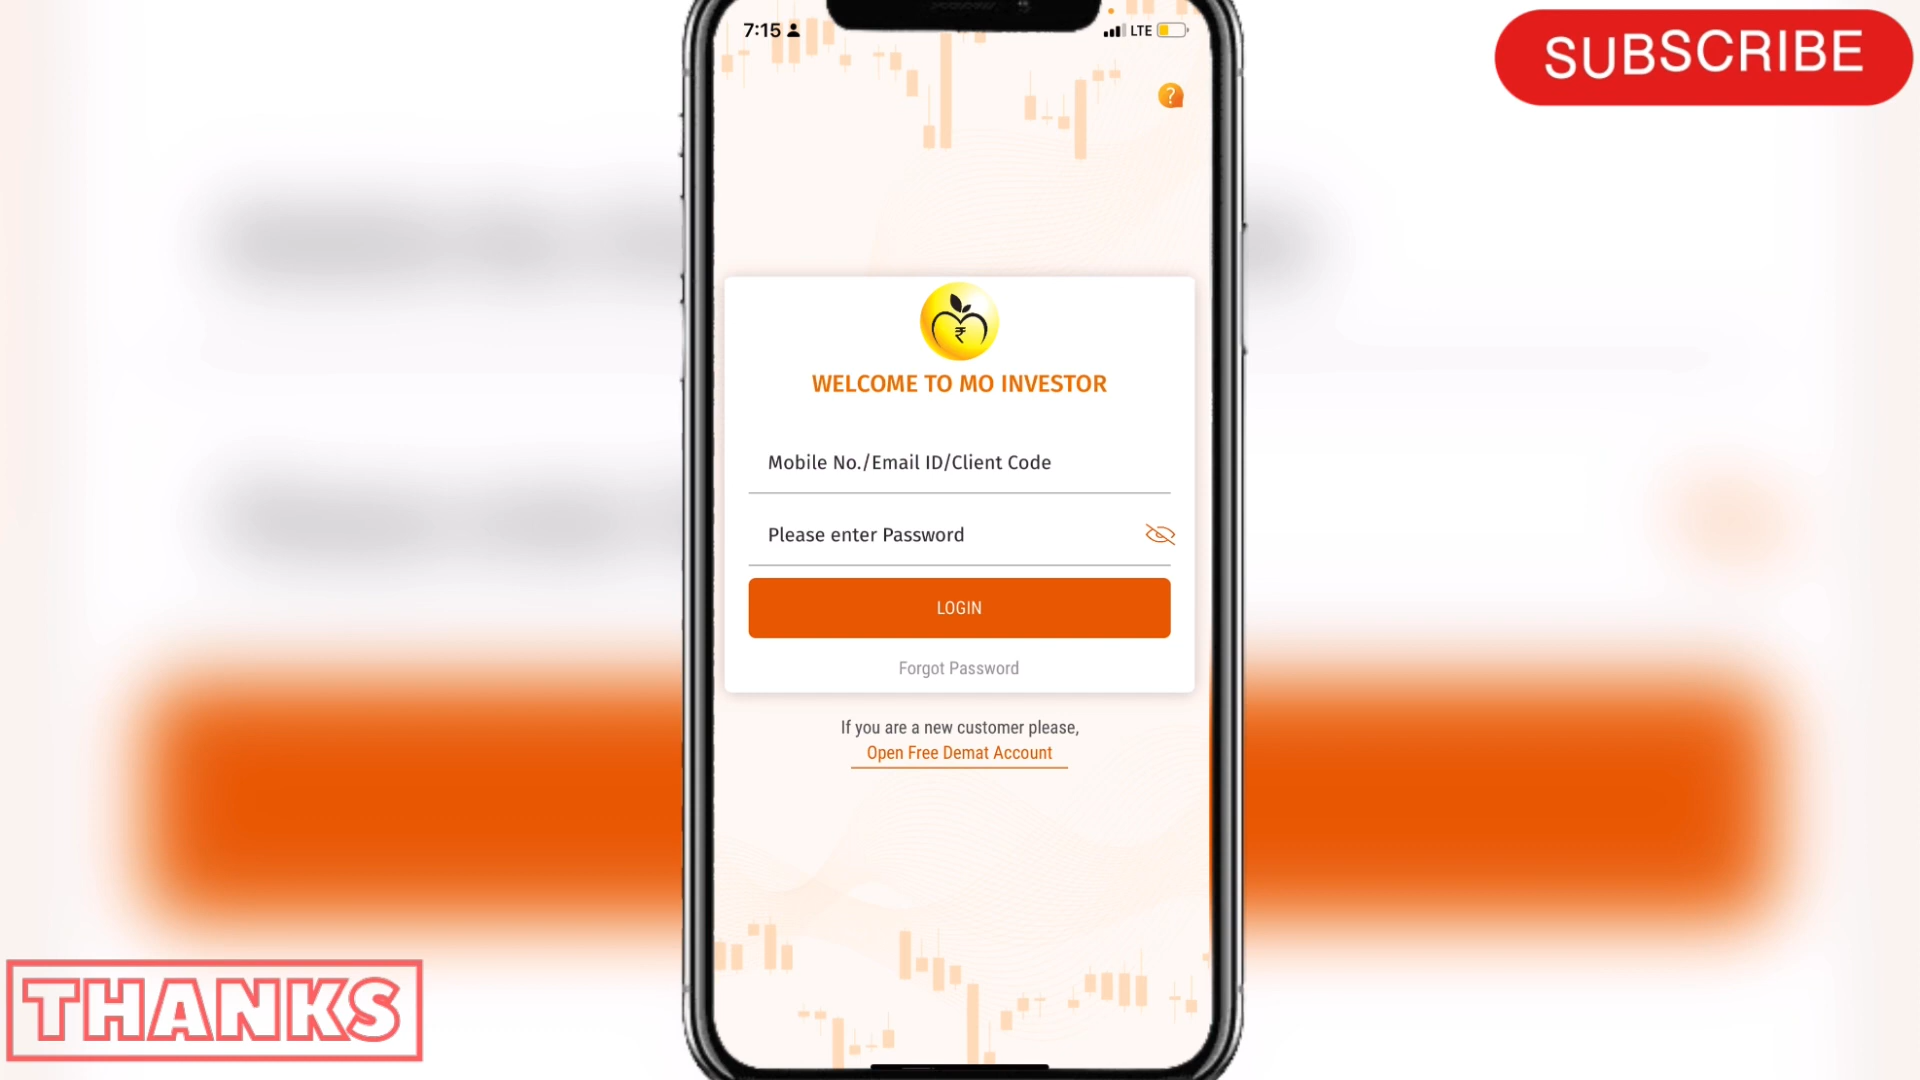 7:15
LTE
SUBSCRIBE
?
₹
WELCOME TO MO INVESTOR
Mobile No./Email ID/Client Code
Please enter Password
LOGIN
Forgot Password
If you are a new customer please,
Open Free Demat Account
THANKS